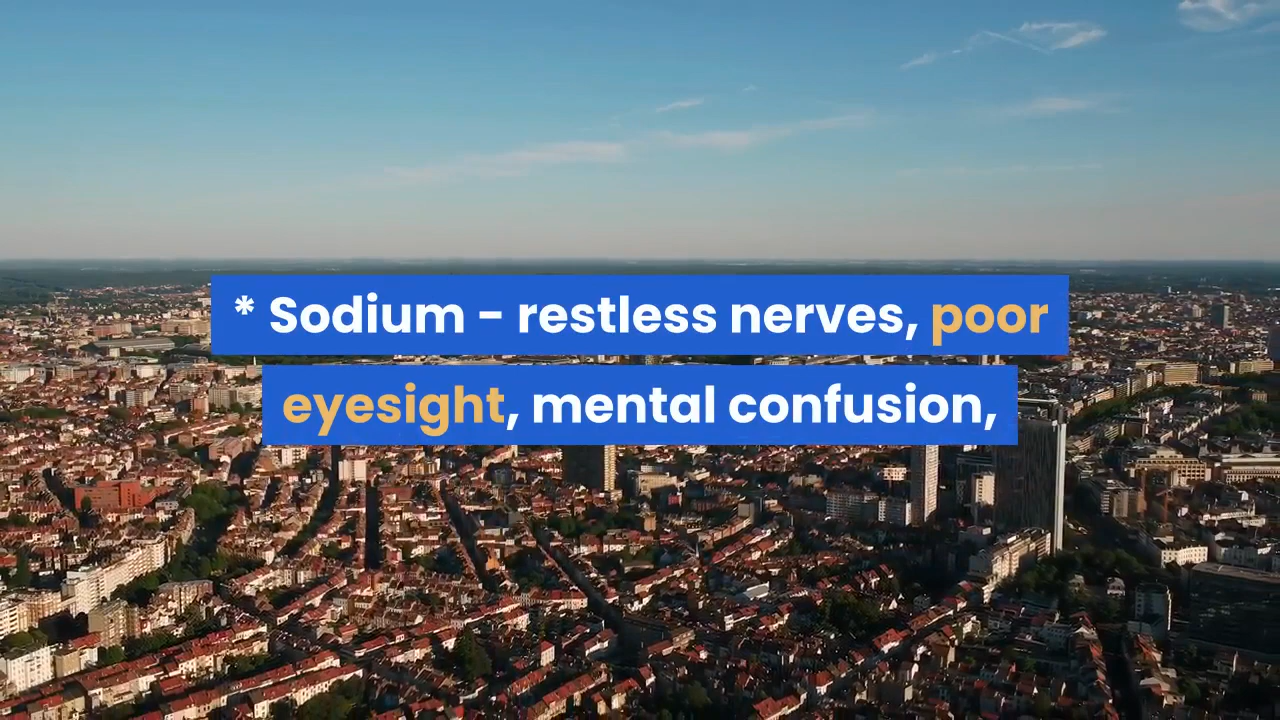 * Sodium - restless nerves, poor
eyesight, mental confusion,